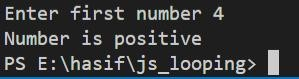 Enter first number 4
Number is positive
PS E:\hasif\js_looping>